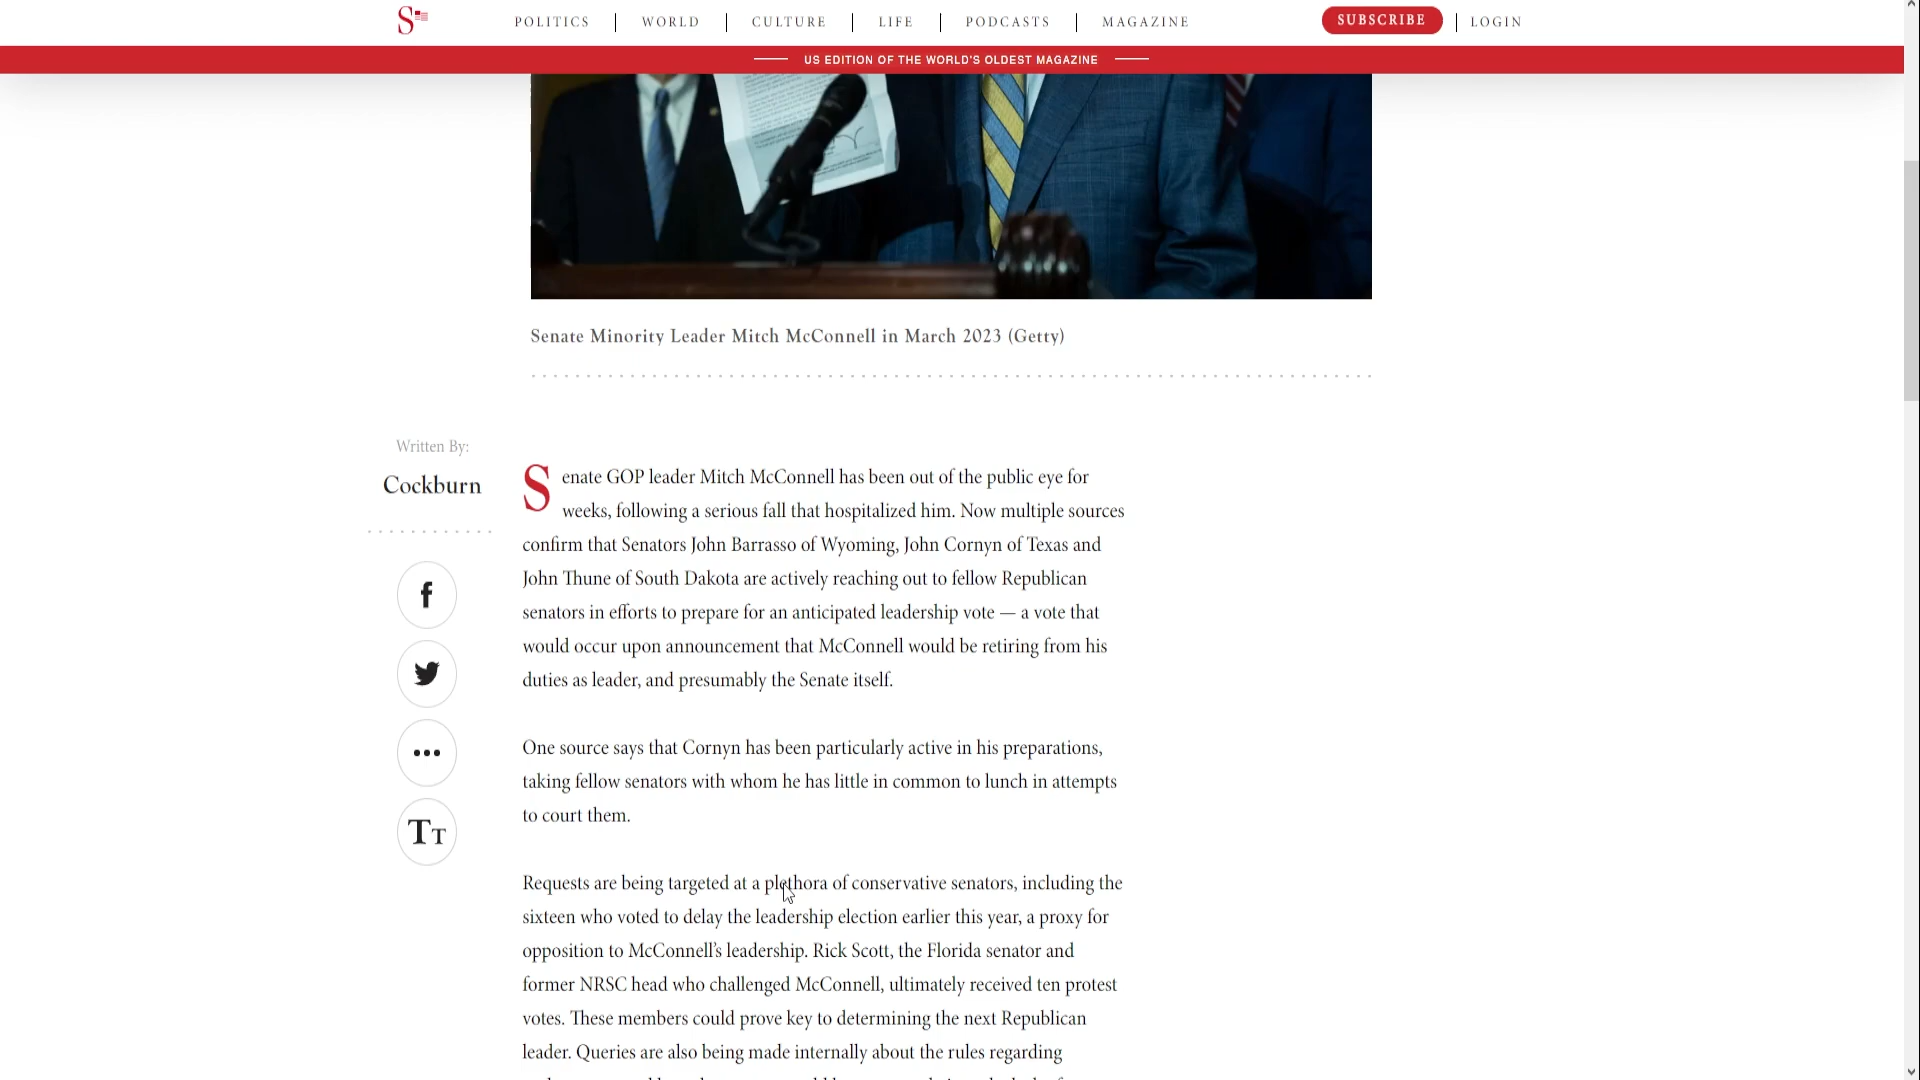 S
POLITICS
WORLD
CULTURE
LIFE
PODCASTS
MAGAZINE
SUBSCRIBE
LOGIN
US EDITION OF THE WORLD'S OLDEST MAGAZINE
Senate Minority Leader Mitch McConnell in March 2023 (Getty)
Written By:
Cockburn
f
Tт
Senate GOP leader Mitch McConnell has been out of the public eye for
weeks, following a serious fall that hospitalized him. Now multiple sources
confirm that Senators John Barrasso of Wyoming, John Cornyn of Texas and
John Thune of South Dakota are actively reaching out to fellow Republican
senators in efforts to prepare for an anticipated leadership vote — a vote that
would occur upon announcement that McConnell would be retiring from his
duties as leader, and presumably the Senate itself.
One source says that Cornyn has been particularly active in his preparations,
taking fellow senators with whom he has little in common to lunch in attempts
to court them.
Requests are being targeted at a plethora of conservative senators, including the
sixteen who voted to delay the leadership election earlier this year, a proxy for
opposition to McConnell's leadership. Rick Scott, the Florida senator and
former NRSC head who challenged McConnell, ultimately received ten protest
votes. These members could prove key to determining the next Republican
leader. Queries are also being made internally about the rules regarding